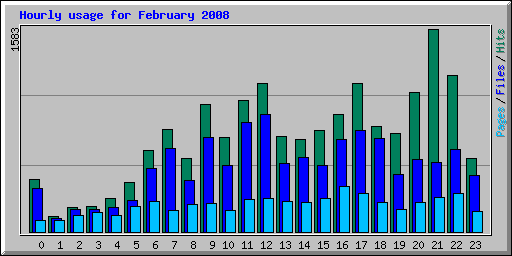 Hourly usage for February 2008
1583
Pages/Files/Hits
0 1 2 3 4 5 6 7 8 9 10 11 12 13 14 15 16 17 18 19 20 21 22 23